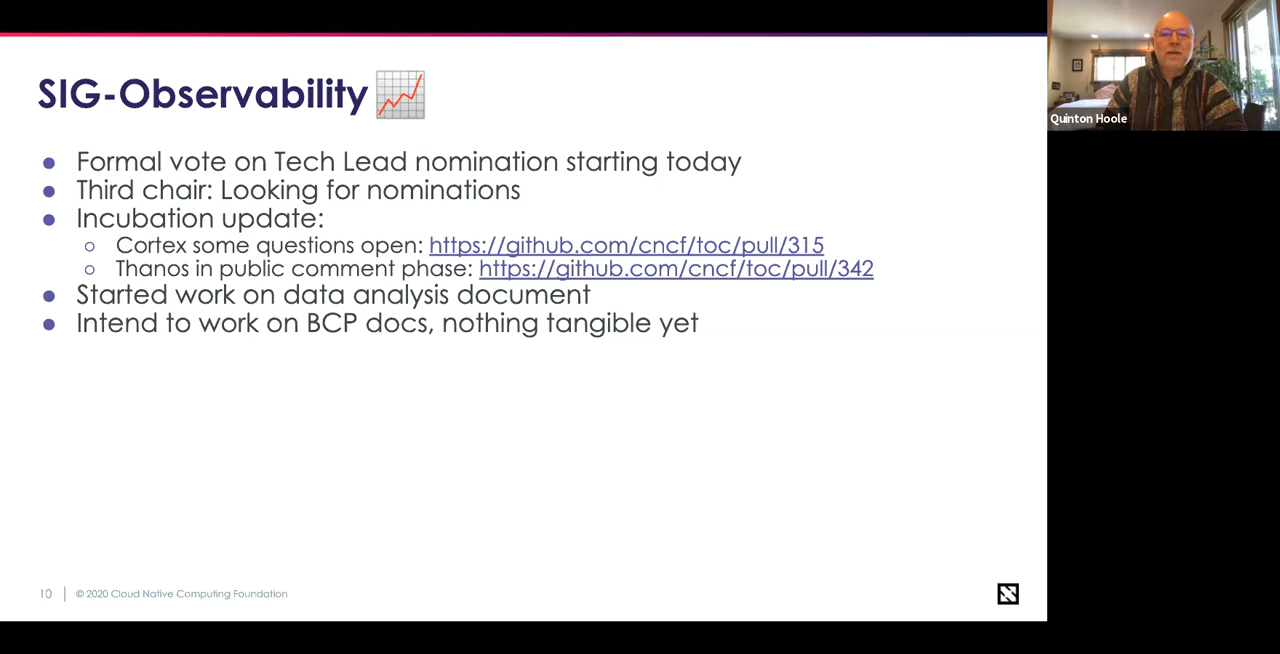 SIG-Observability
Quinton Hoole
● Formal vote on Tech Lead nomination starting today
● Third chair: Looking for nominations
● Incubation update:
○ Cortex some questions open: https://github.com/cncf/toc/pull/315
○ Thanos in public comment phase: https://github.com/cncf/toc/pull/342
● Started work on data analysis document
● Intend to work on BCP docs, nothing tangible yet
10 | © 2020 Cloud Native Computing Foundation